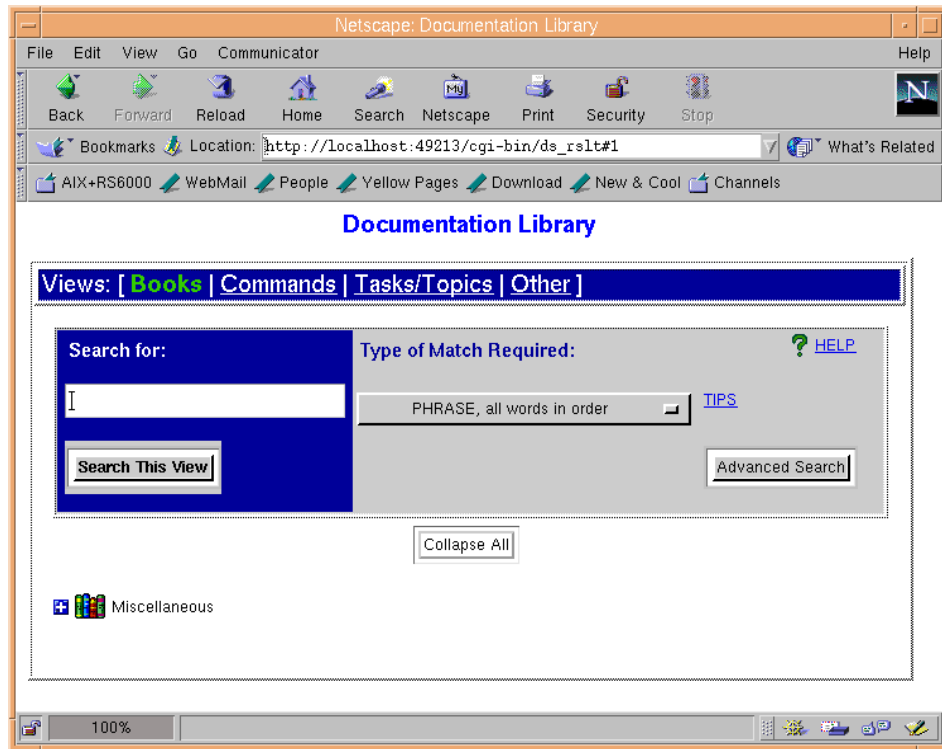 Netscape: Documentation Library
File Edit View Go Communicator Help
My
N
Back Forward Reload Home Search Netscape Print Security Stop
Bookmarks Location: http://localhost:49213/cgi-bin/ds_rslt#1 What's Related
AIX+RS6000 WebMail People Yellow Pages Download New & Cool Channels
Documentation Library
Views: [ Books | Commands | Tasks/Topics | Other ]
Search for: Type of Match Required: ? HELP
PHRASE, all words in order TIPS
Search This View Advanced Search
Collapse All
Miscellaneous
100%